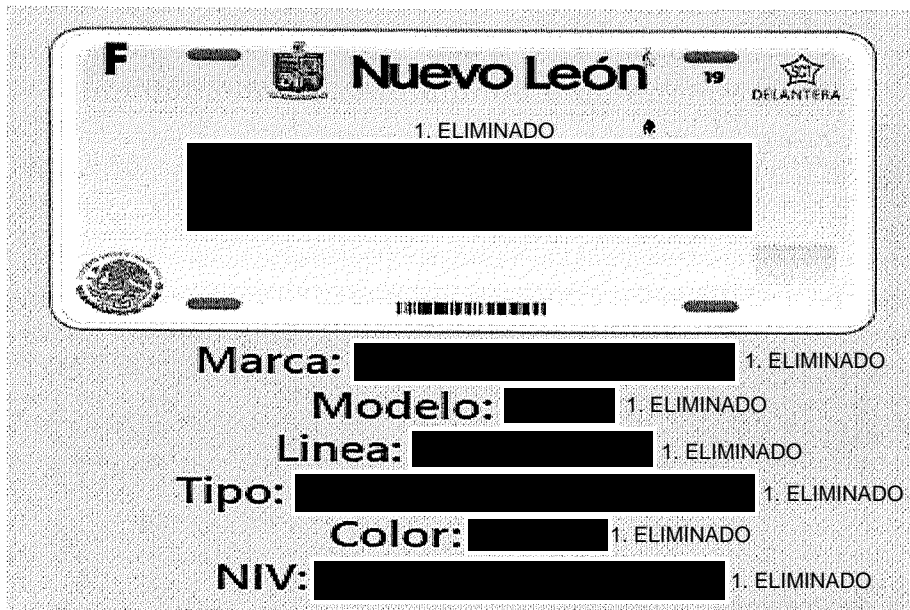 F Nuevo León 19 SCT
DELANTERA
1. ELIMINADO
Marca: 1. ELIMINADO
Modelo: 1. ELIMINADO
Linea: 1. ELIMINADO
Tipo: 1. ELIMINADO
Color: 1. ELIMINADO
NIV: 1. ELIMINADO